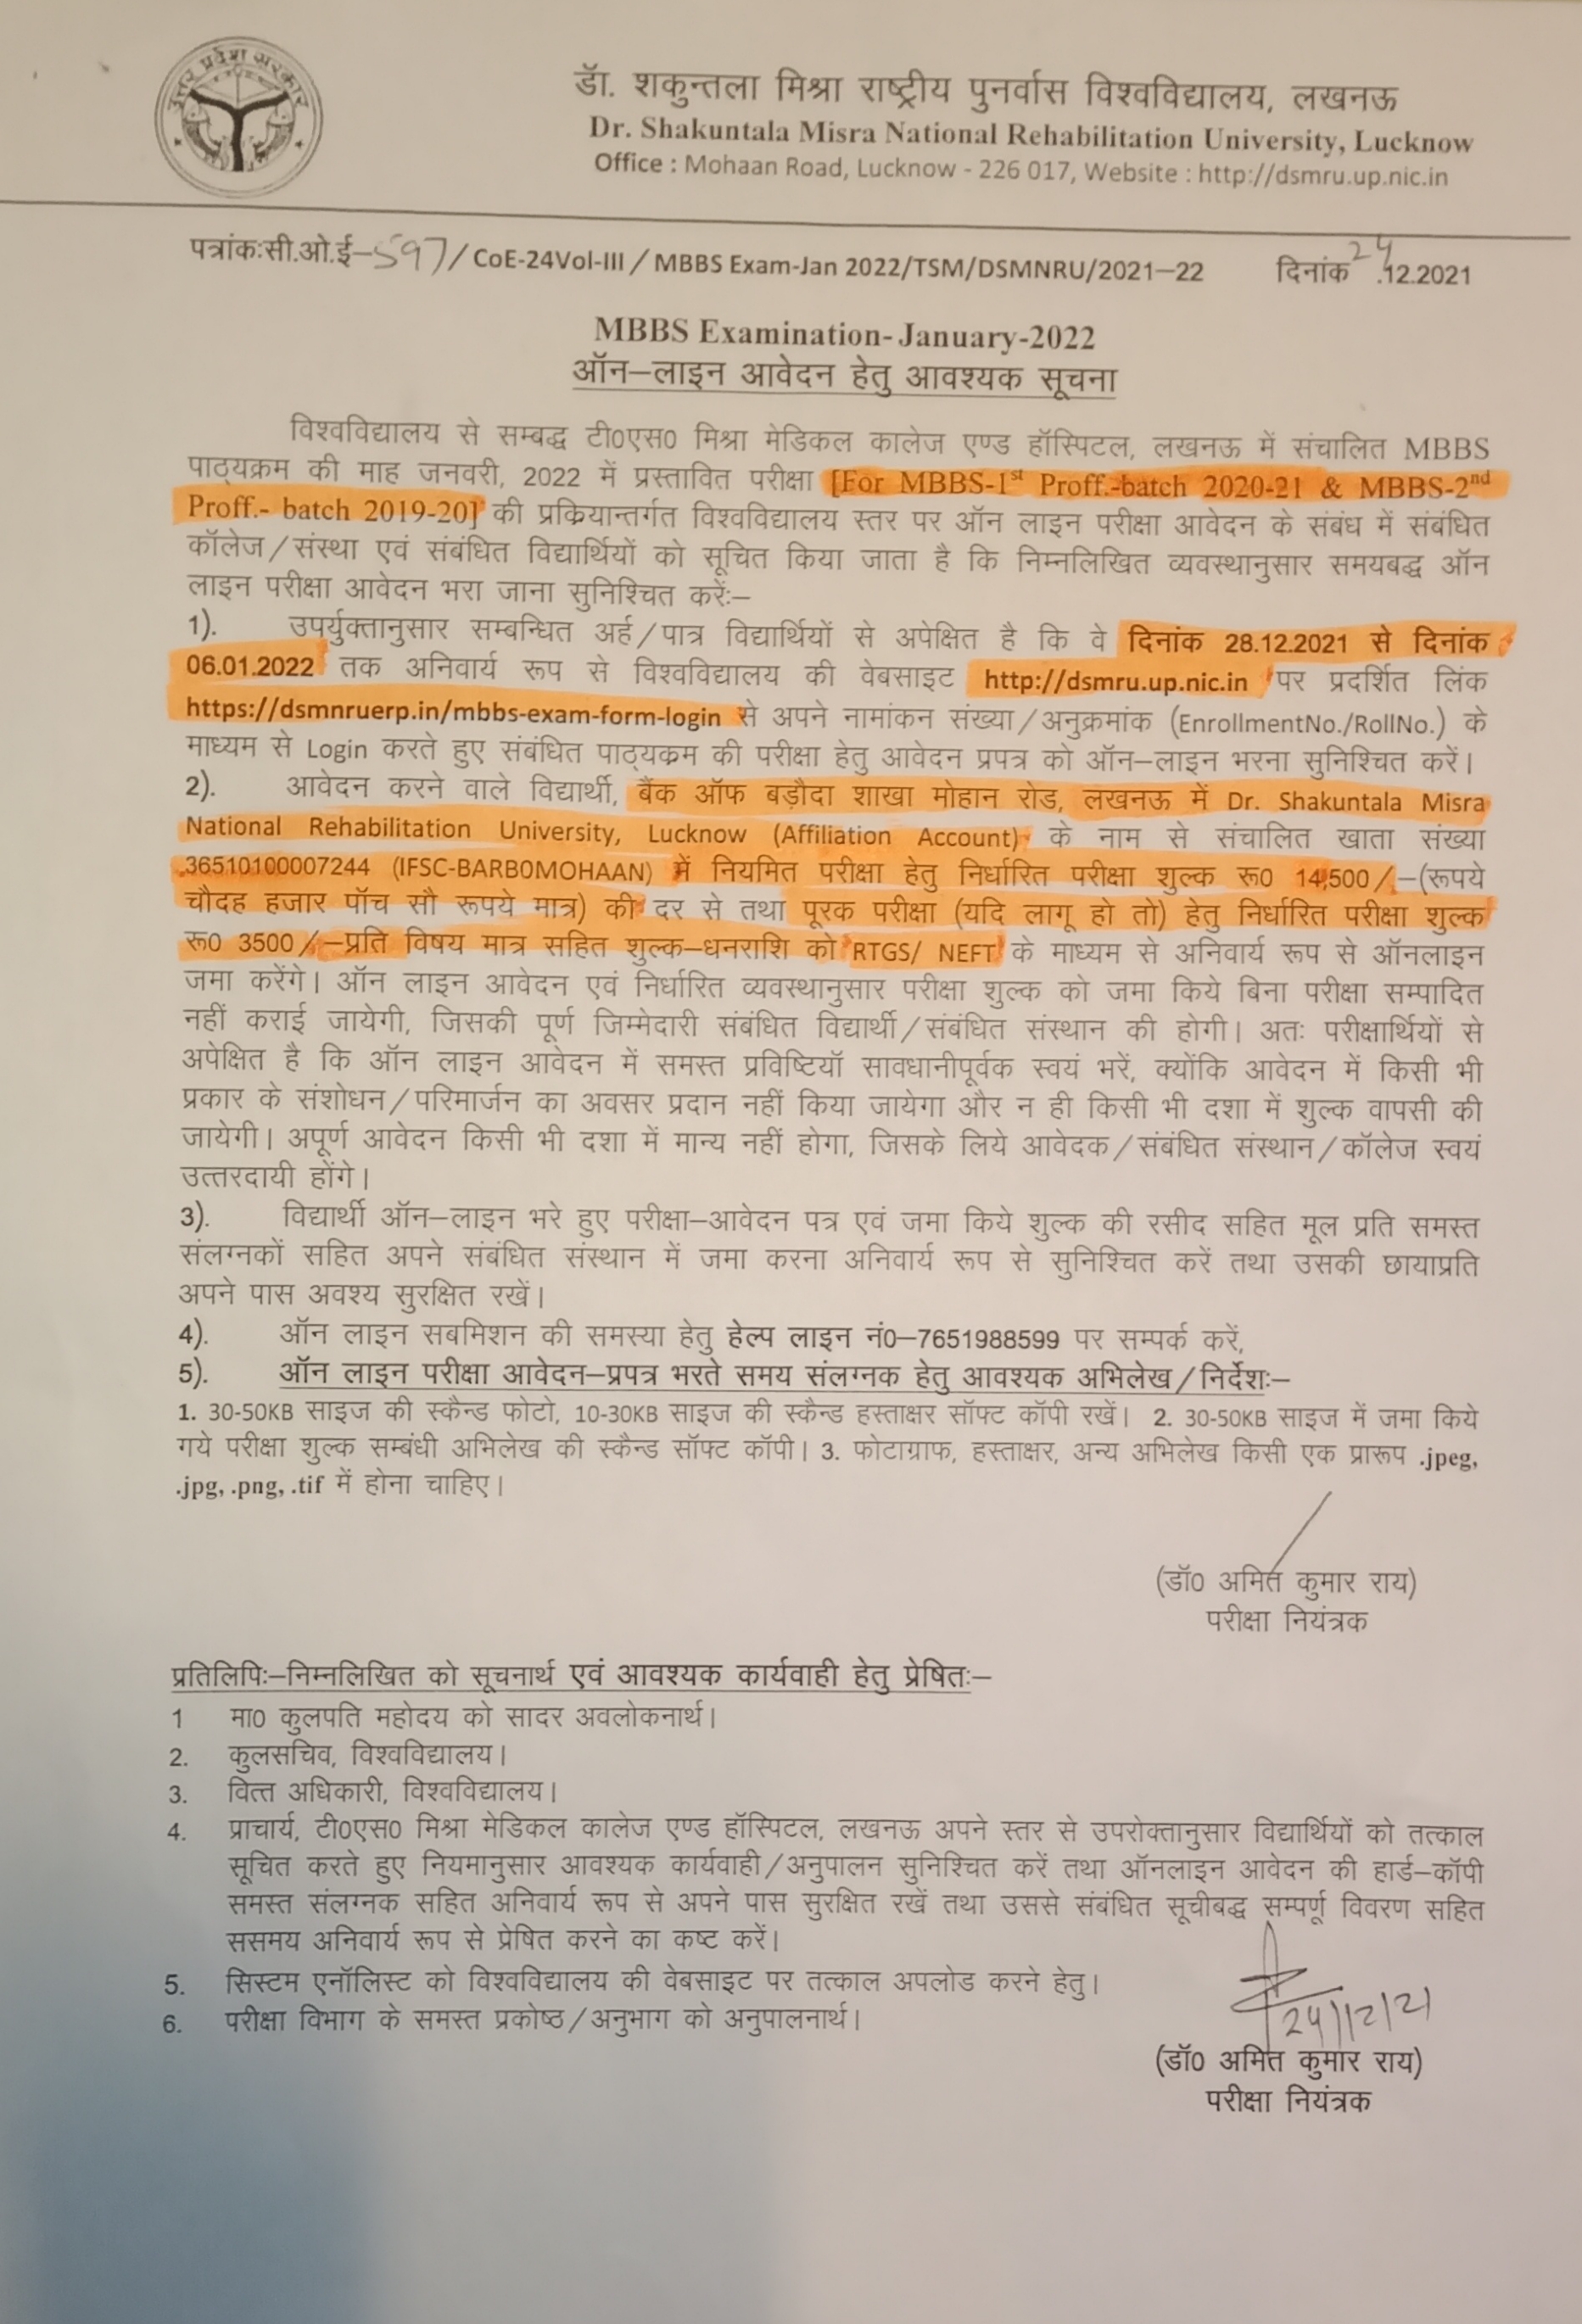 उत्तर प्रदेश सरकार
डॉ. शकुन्तला मिश्रा राष्ट्रीय पुनर्वास विश्वविद्यालय, लखनऊ
Dr. Shakuntala Misra National Rehabilitation University, Lucknow
Office : Mohaan Road, Lucknow - 226 017, Website : http://dsmru.up.nic.in
पत्रांक:सी.ओ.ई–597/ CoE-24Vol-III / MBBS Exam-Jan 2022/TSM/DSMNRU/2021–22 दिनांक 24.12.2021
MBBS Examination-January-2022
ऑन–लाइन आवेदन हेतु आवश्यक सूचना
विश्वविद्यालय से सम्बद्ध टी0एस0 मिश्रा मेडिकल कालेज एण्ड हॉस्पिटल, लखनऊ में संचालित MBBS
पाठ्यक्रम की माह जनवरी, 2022 में प्रस्तावित परीक्षा [For MBBS-1st Proff.-batch 2020-21 & MBBS-2nd
Proff.- batch 2019-20] की प्रक्रियान्तर्गत विश्वविद्यालय स्तर पर ऑन लाइन परीक्षा आवेदन के संबंध में संबंधित
कॉलेज/संस्था एवं संबंधित विद्यार्थियों को सूचित किया जाता है कि निम्नलिखित व्यवस्थानुसार समयबद्ध ऑन
लाइन परीक्षा आवेदन भरा जाना सुनिश्चित करेंः–
1). उपर्युक्तानुसार सम्बन्धित अर्ह/पात्र विद्यार्थियों से अपेक्षित है कि वे दिनांक 28.12.2021 से दिनांक
06.01.2022 तक अनिवार्य रूप से विश्वविद्यालय की वेबसाइट http://dsmru.up.nic.in पर प्रदर्शित लिंक
https://dsmnruerp.in/mbbs-exam-form-login से अपने नामांकन संख्या/अनुक्रमांक (EnrollmentNo./RollNo.) के
माध्यम से Login करते हुए संबंधित पाठ्यक्रम की परीक्षा हेतु आवेदन प्रपत्र को ऑन–लाइन भरना सुनिश्चित करें।
2). आवेदन करने वाले विद्यार्थी, बैंक ऑफ बड़ौदा शाखा मोहान रोड, लखनऊ में Dr. Shakuntala Misra
National Rehabilitation University, Lucknow (Affiliation Account) के नाम से संचालित खाता संख्या
36510100007244 (IFSC-BARB0MOHAAN) में नियमित परीक्षा हेतु निर्धारित परीक्षा शुल्क रू0 14,500/–(रूपये
चौदह हजार पॉच सौ रूपये मात्र) की दर से तथा पूरक परीक्षा (यदि लागू हो तो) हेतु निर्धारित परीक्षा शुल्क
रू0 3500/–प्रति विषय मात्र सहित शुल्क–धनराशि को RTGS/ NEFT के माध्यम से अनिवार्य रूप से ऑनलाइन
जमा करेंगे। ऑन लाइन आवेदन एवं निर्धारित व्यवस्थानुसार परीक्षा शुल्क को जमा किये बिना परीक्षा सम्पादित
नहीं कराई जायेगी, जिसकी पूर्ण जिम्मेदारी संबंधित विद्यार्थी/संबंधित संस्थान की होगी। अतः परीक्षार्थियों से
अपेक्षित है कि ऑन लाइन आवेदन में समस्त प्रविष्टियॉ सावधानीपूर्वक स्वयं भरें, क्योंकि आवेदन में किसी भी
प्रकार के संशोधन/परिमार्जन का अवसर प्रदान नहीं किया जायेगा और न ही किसी भी दशा में शुल्क वापसी की
जायेगी। अपूर्ण आवेदन किसी भी दशा में मान्य नहीं होगा, जिसके लिये आवेदक/संबंधित संस्थान/कॉलेज स्वयं
उत्तरदायी होंगे।
3). विद्यार्थी ऑन–लाइन भरे हुए परीक्षा–आवेदन पत्र एवं जमा किये शुल्क की रसीद सहित मूल प्रति समस्त
संलग्नकों सहित अपने संबंधित संस्थान में जमा करना अनिवार्य रूप से सुनिश्चित करें तथा उसकी छायाप्रति
अपने पास अवश्य सुरक्षित रखें।
4). ऑन लाइन सबमिशन की समस्या हेतु हेल्प लाइन नं0–7651988599 पर सम्पर्क करें,
5). ऑन लाइन परीक्षा आवेदन–प्रपत्र भरते समय संलग्नक हेतु आवश्यक अभिलेख/निर्देशः–
1. 30-50KB साइज की स्कैन्ड फोटो, 10-30KB साइज की स्कैन्ड हस्ताक्षर सॉफ्ट कॉपी रखें। 2. 30-50KB साइज में जमा किये
गये परीक्षा शुल्क सम्बंधी अभिलेख की स्कैन्ड सॉफ्ट कॉपी। 3. फोटाग्राफ, हस्ताक्षर, अन्य अभिलेख किसी एक प्रारूप .jpeg,
.jpg, .png, .tif में होना चाहिए।
(डॉ0 अमित कुमार राय)
परीक्षा नियंत्रक
प्रतिलिपिः–निम्नलिखित को सूचनार्थ एवं आवश्यक कार्यवाही हेतु प्रेषितः–
1 मा0 कुलपति महोदय को सादर अवलोकनार्थ।
2. कुलसचिव, विश्वविद्यालय।
3. वित्त अधिकारी, विश्वविद्यालय।
4. प्राचार्य, टी0एस0 मिश्रा मेडिकल कालेज एण्ड हॉस्पिटल, लखनऊ अपने स्तर से उपरोक्तानुसार विद्यार्थियों को तत्काल
सूचित करते हुए नियमानुसार आवश्यक कार्यवाही/अनुपालन सुनिश्चित करें तथा ऑनलाइन आवेदन की हार्ड–कॉपी
समस्त संलग्नक सहित अनिवार्य रूप से अपने पास सुरक्षित रखें तथा उससे संबंधित सूचीबद्ध सम्पूर्ण विवरण सहित
ससमय अनिवार्य रूप से प्रेषित करने का कष्ट करें।
5. सिस्टम एनॉलिस्ट को विश्वविद्यालय की वेबसाइट पर तत्काल अपलोड करने हेतु।
6. परीक्षा विभाग के समस्त प्रकोष्ठ/अनुभाग को अनुपालनार्थ।
24/12/21
(डॉ0 अमित कुमार राय)
परीक्षा नियंत्रक